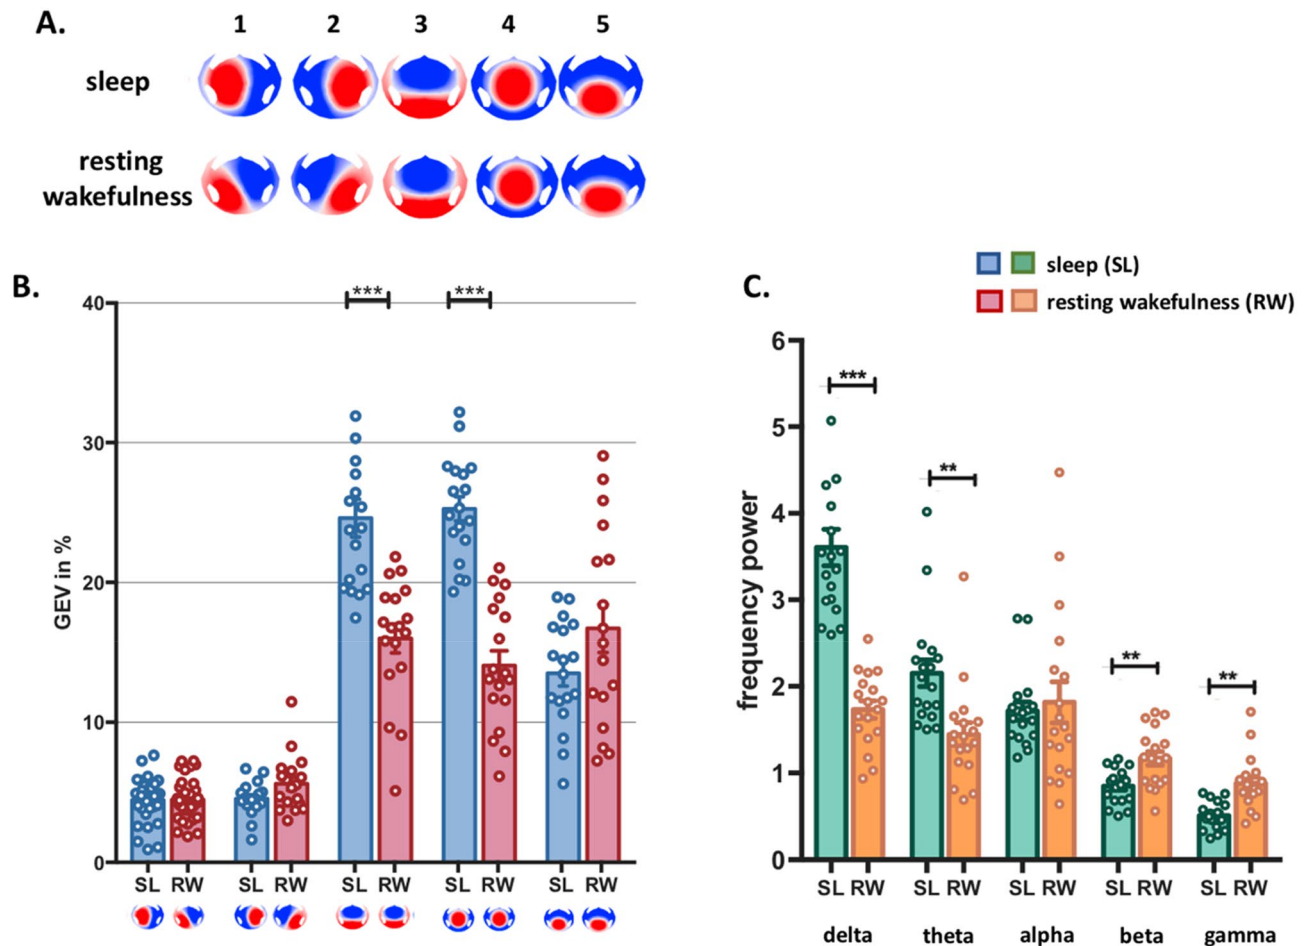 A.
1 2 3 4 5
sleep
resting
wakefulness
B.
40
30
20
10
0
GEV in %
***
***
SL RW SL RW SL RW SL RW SL RW
C.
sleep (SL)
resting wakefulness (RW)
6
5
4
3
2
1
0
frequency power
***
**
**
**
SL RW SL RW SL RW SL RW SL RW
delta theta alpha beta gamma